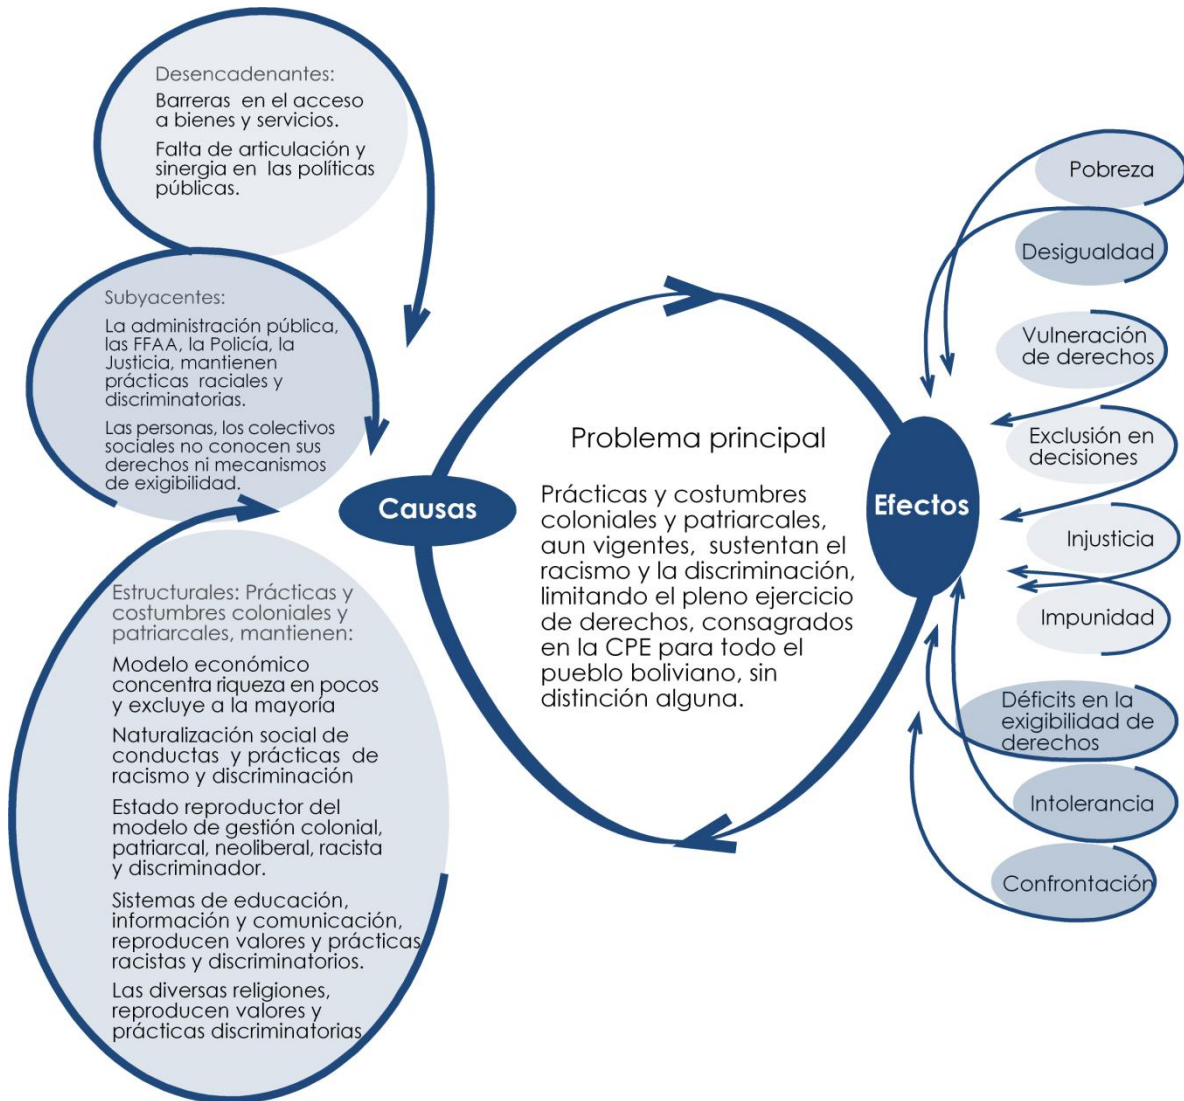 Desencadenantes:
Barreras en el acceso
a bienes y servicios.
Falta de articulación y
sinergia en las políticas
públicas.
Subyacentes:
La administración pública,
las FFAA, la Policía, la
Justicia, mantienen
prácticas raciales y
discriminatorias.
Las personas, los colectivos
sociales no conocen sus
derechos ni mecanismos
de exigibilidad.
Estructurales: Prácticas y
costumbres coloniales y
patriarcales, mantienen:
Modelo económico
concentra riqueza en pocos
y excluye a la mayoría
Naturalización social de
conductas y prácticas de
racismo y discriminación
Estado reproductor del
modelo de gestión colonial,
patriarcal, neoliberal, racista
y discriminador.
Sistemas de educación,
información y comunicación,
reproducen valores y prácticas
racistas y discriminatorios.
Las diversas religiones,
reproducen valores y
prácticas discriminatorias
Causas
Problema principal
Prácticas y costumbres
coloniales y patriarcales,
aun vigentes, sustentan el
racismo y la discriminación,
limitando el pleno ejercicio
de derechos, consagrados
en la CPE para todo el
pueblo boliviano, sin
distinción alguna.
Efectos
Pobreza
Desigualdad
Vulneración
de derechos
Exclusión en
decisiones
Injusticia
Impunidad
Déficits en la
exigibilidad de
derechos
Intolerancia
Confrontación